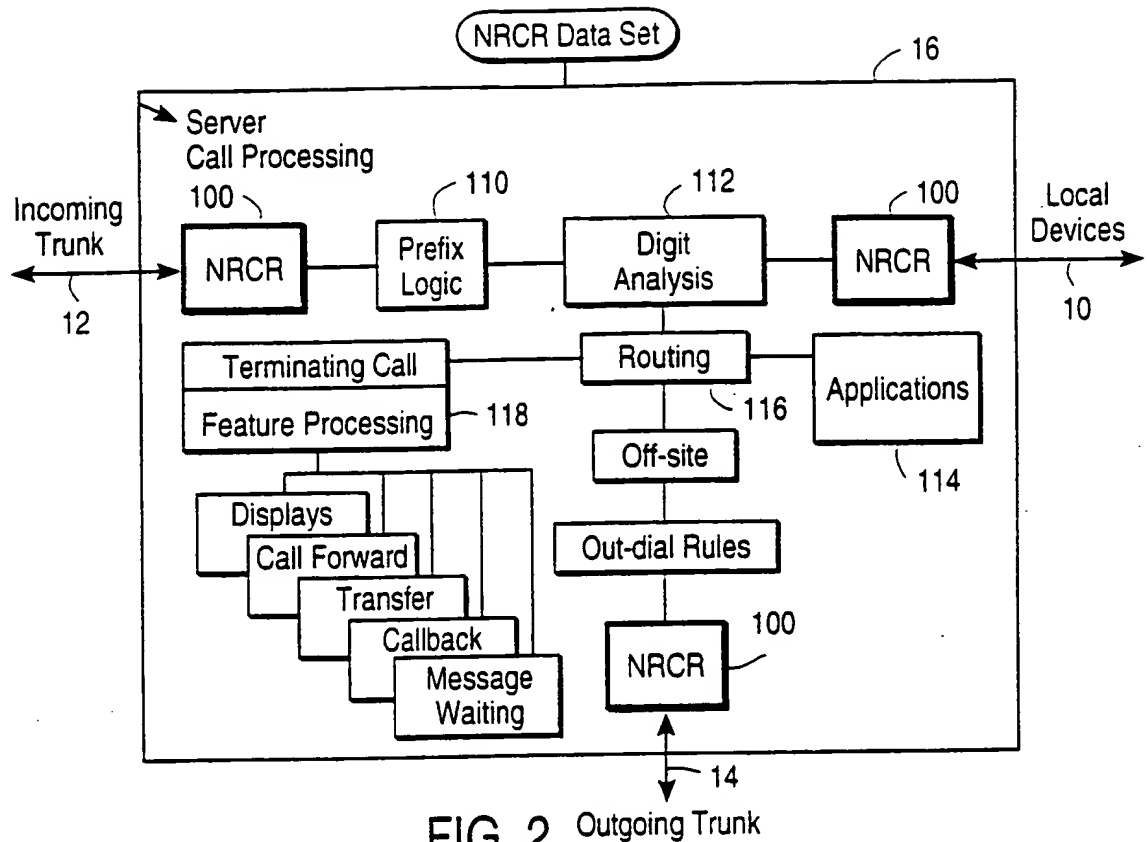 NRCR Data Set
16
Server
Call Processing
100
110
112
100
Incoming
Trunk
Local
Devices
NRCR
Prefix
Logic
Digit
Analysis
NRCR
12
10
Terminating Call
Routing
Applications
Feature Processing
118
116
Off-site
114
Displays
Call Forward
Out-dial Rules
Transfer
Callback
100
NRCR
Message
Waiting
14
FIG. 2
Outgoing Trunk